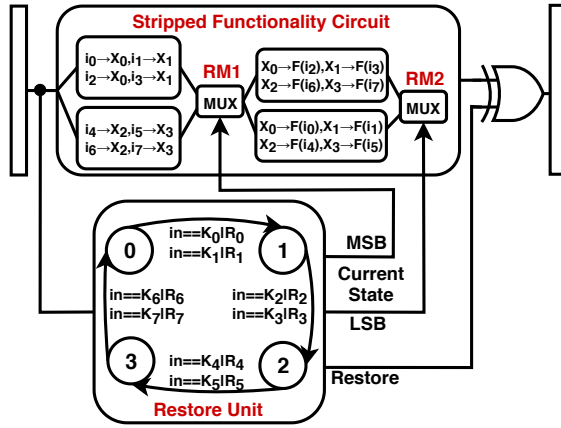 Stripped Functionality Circuit
i0→X0,i1→X1
i2→X0,i3→X1
RM1
X0→F(i2),X1→F(i3)
X2→F(i6),X3→F(i7)
RM2
MUX
MUX
i4→X2,i5→X3
i6→X2,i7→X3
X0→F(i0),X1→F(i1)
X2→F(i4),X3→F(i5)
0
in==K0|R0
in==K1|R1
1
MSB
Current
State
in==K6|R6
in==K7|R7
in==K2|R2
in==K3|R3
LSB
3
in==K4|R4
in==K5|R5
2
Restore
Restore Unit